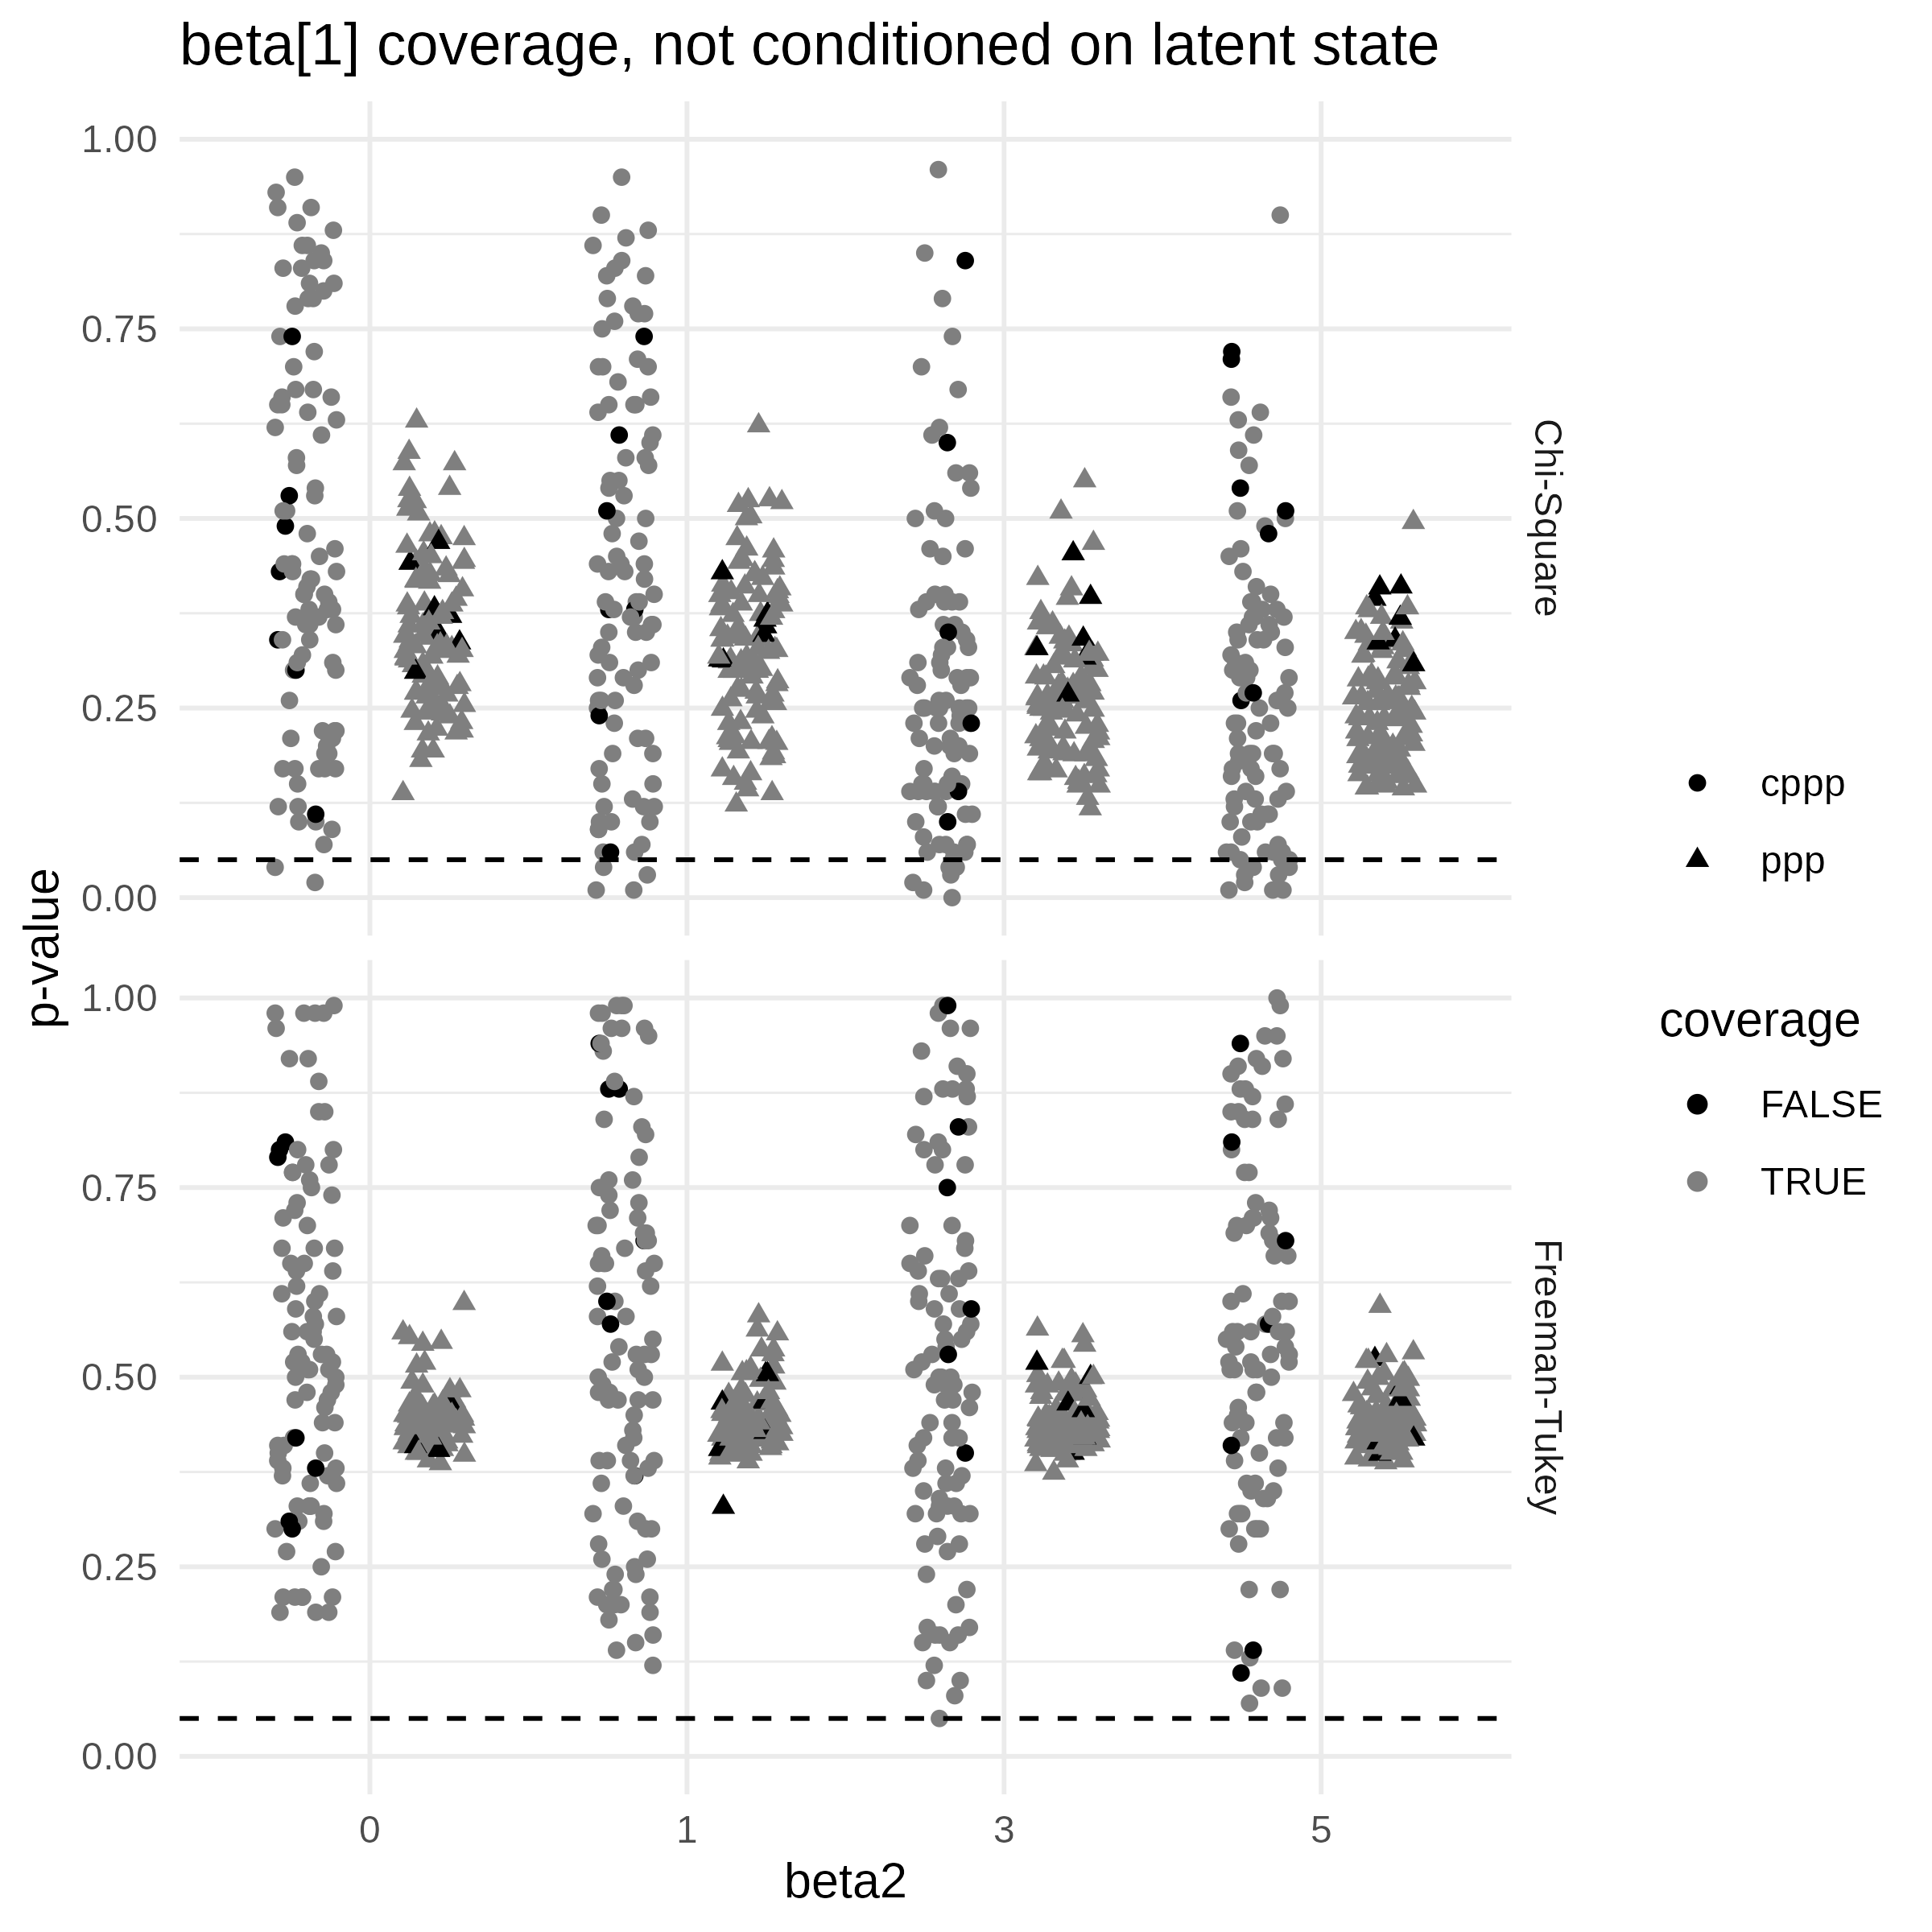 beta[1] coverage, not conditioned on latent state
1.00
0.75
0.50
0.25
0.00
Chi-Square
1.00
0.75
0.50
0.25
0.00
Freeman-Tukey
p-value
0 1 3 5
beta2
cppp
ppp
coverage
FALSE
TRUE